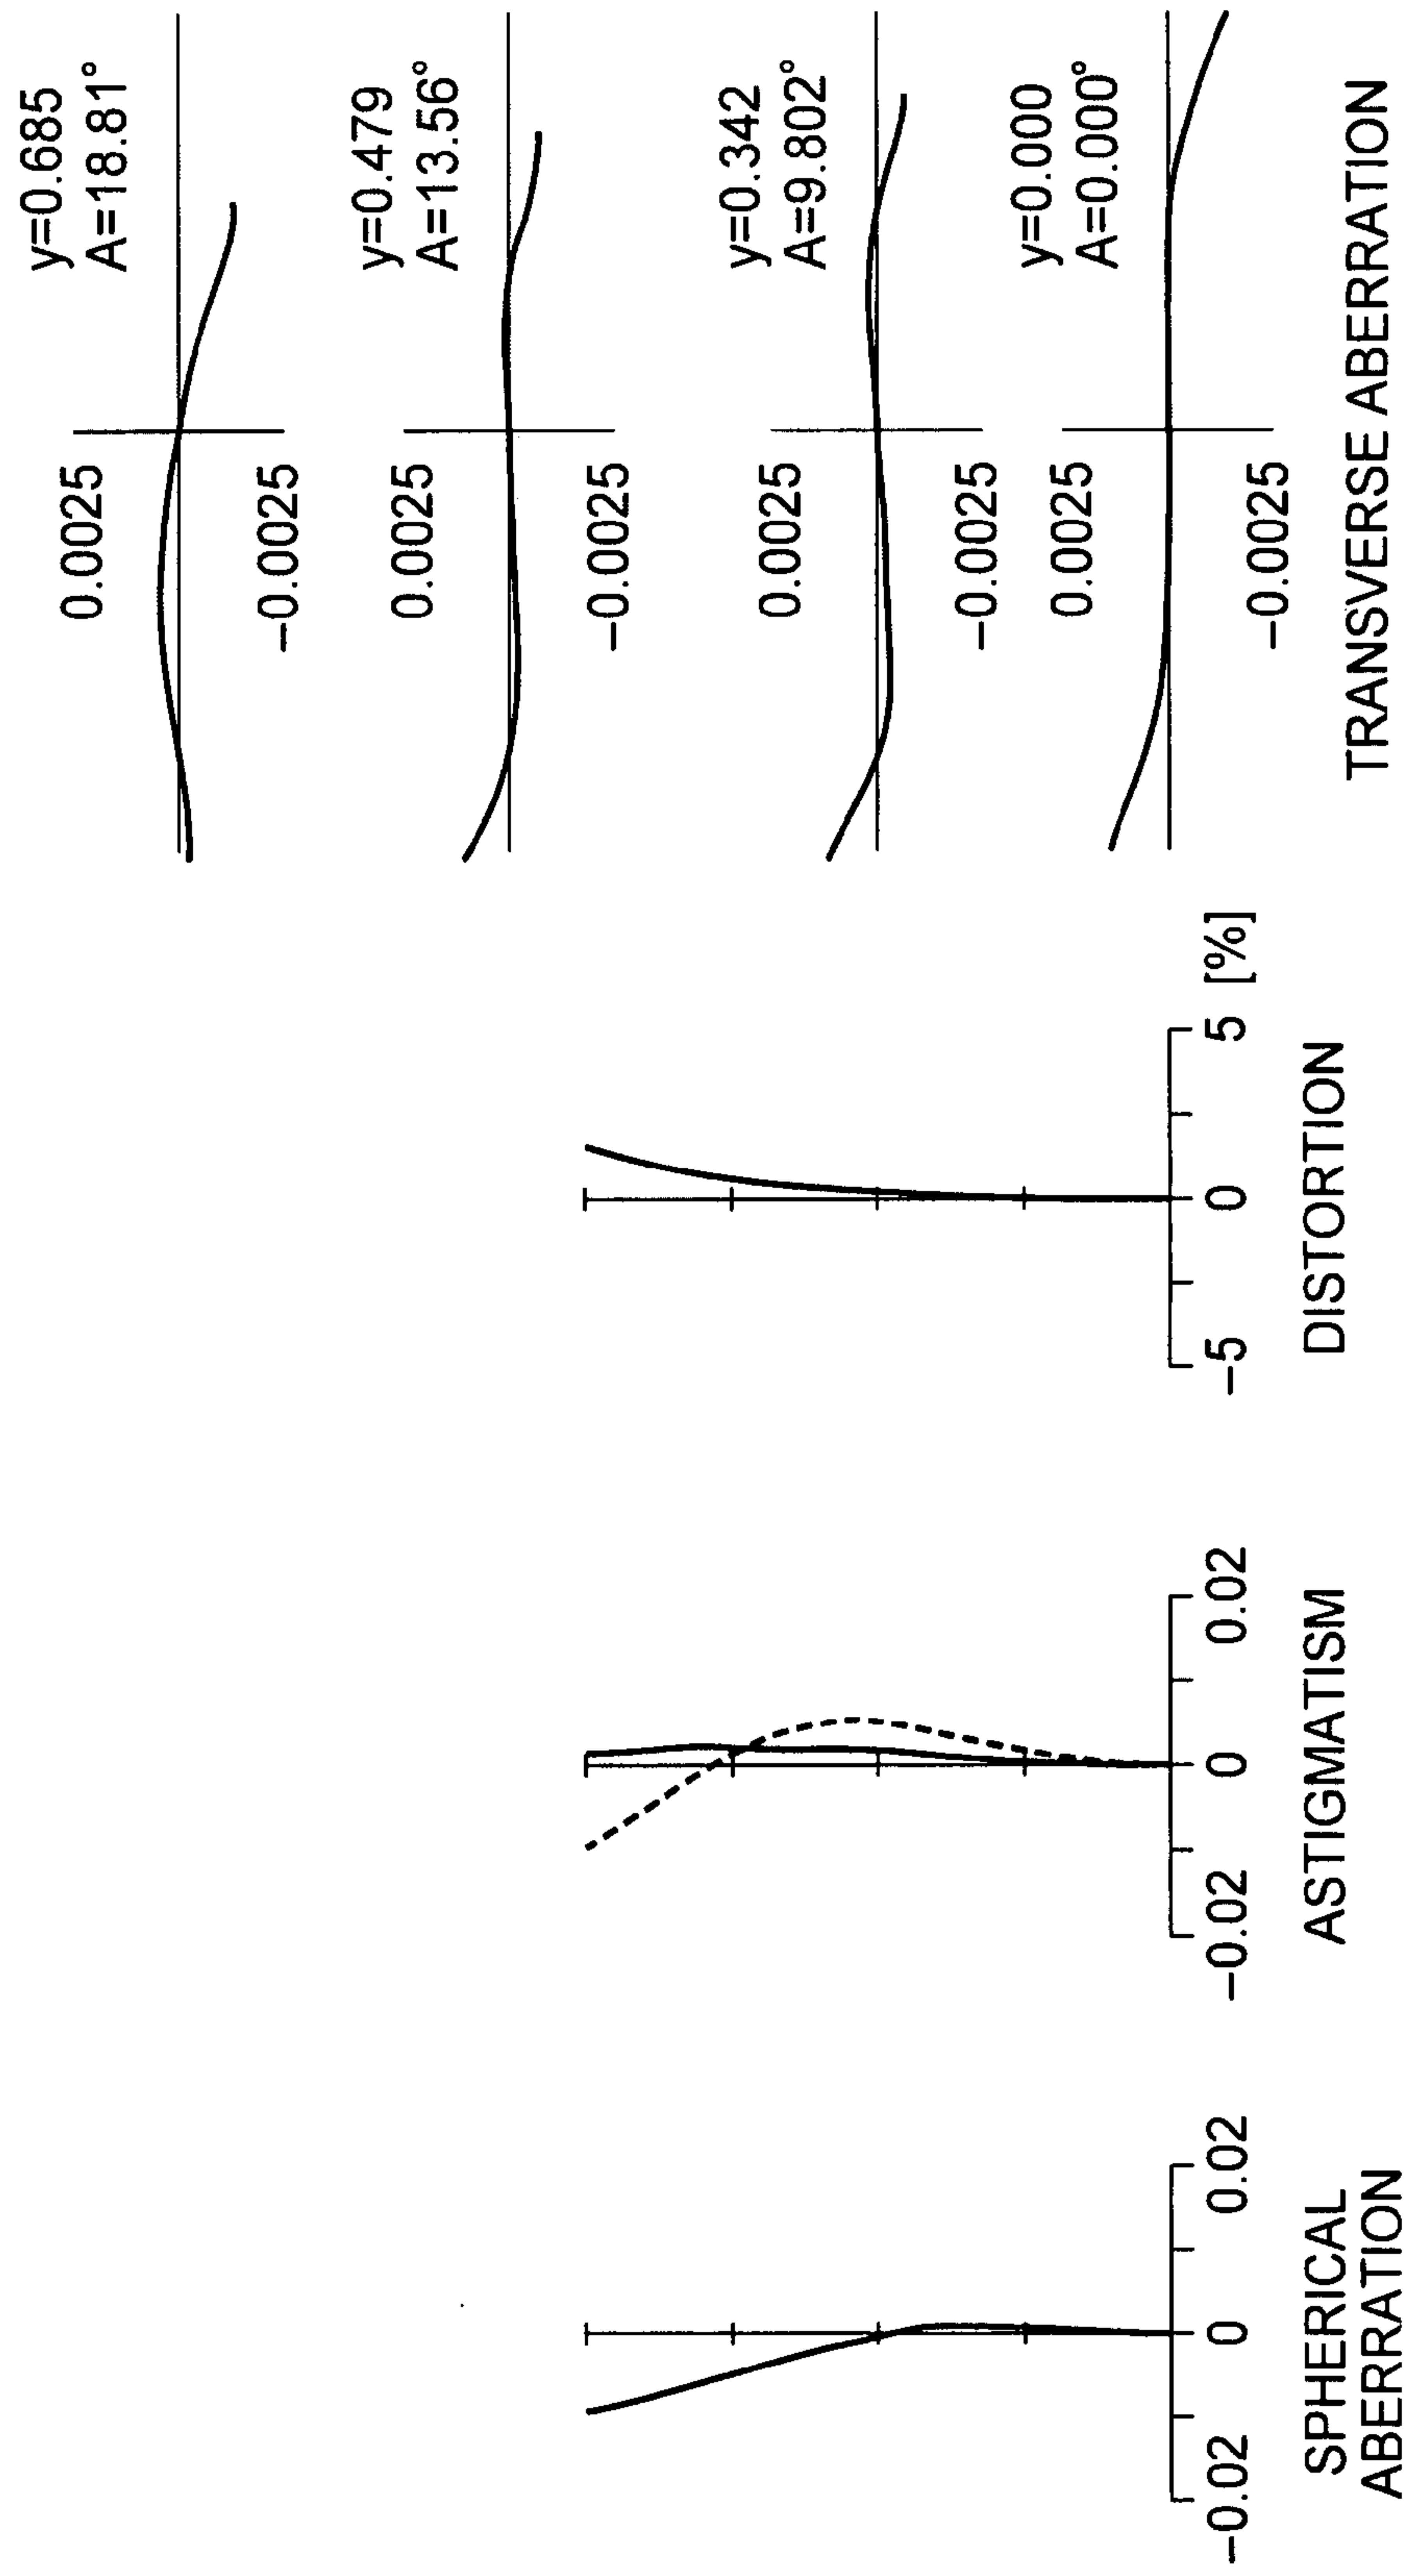 −0.02
0
0.02
SPHERICAL
ABERRATION
−0.02
0
0.02
ASTIGMATISM
−5
0
5
[%]
DISTORTION
y=0.685
A=18.81°
0.0025
−0.0025
y=0.479
A=13.56°
0.0025
−0.0025
y=0.342
A=9.802°
0.0025
−0.0025
y=0.000
A=0.000°
0.0025
−0.0025
TRANSVERSE ABERRATION